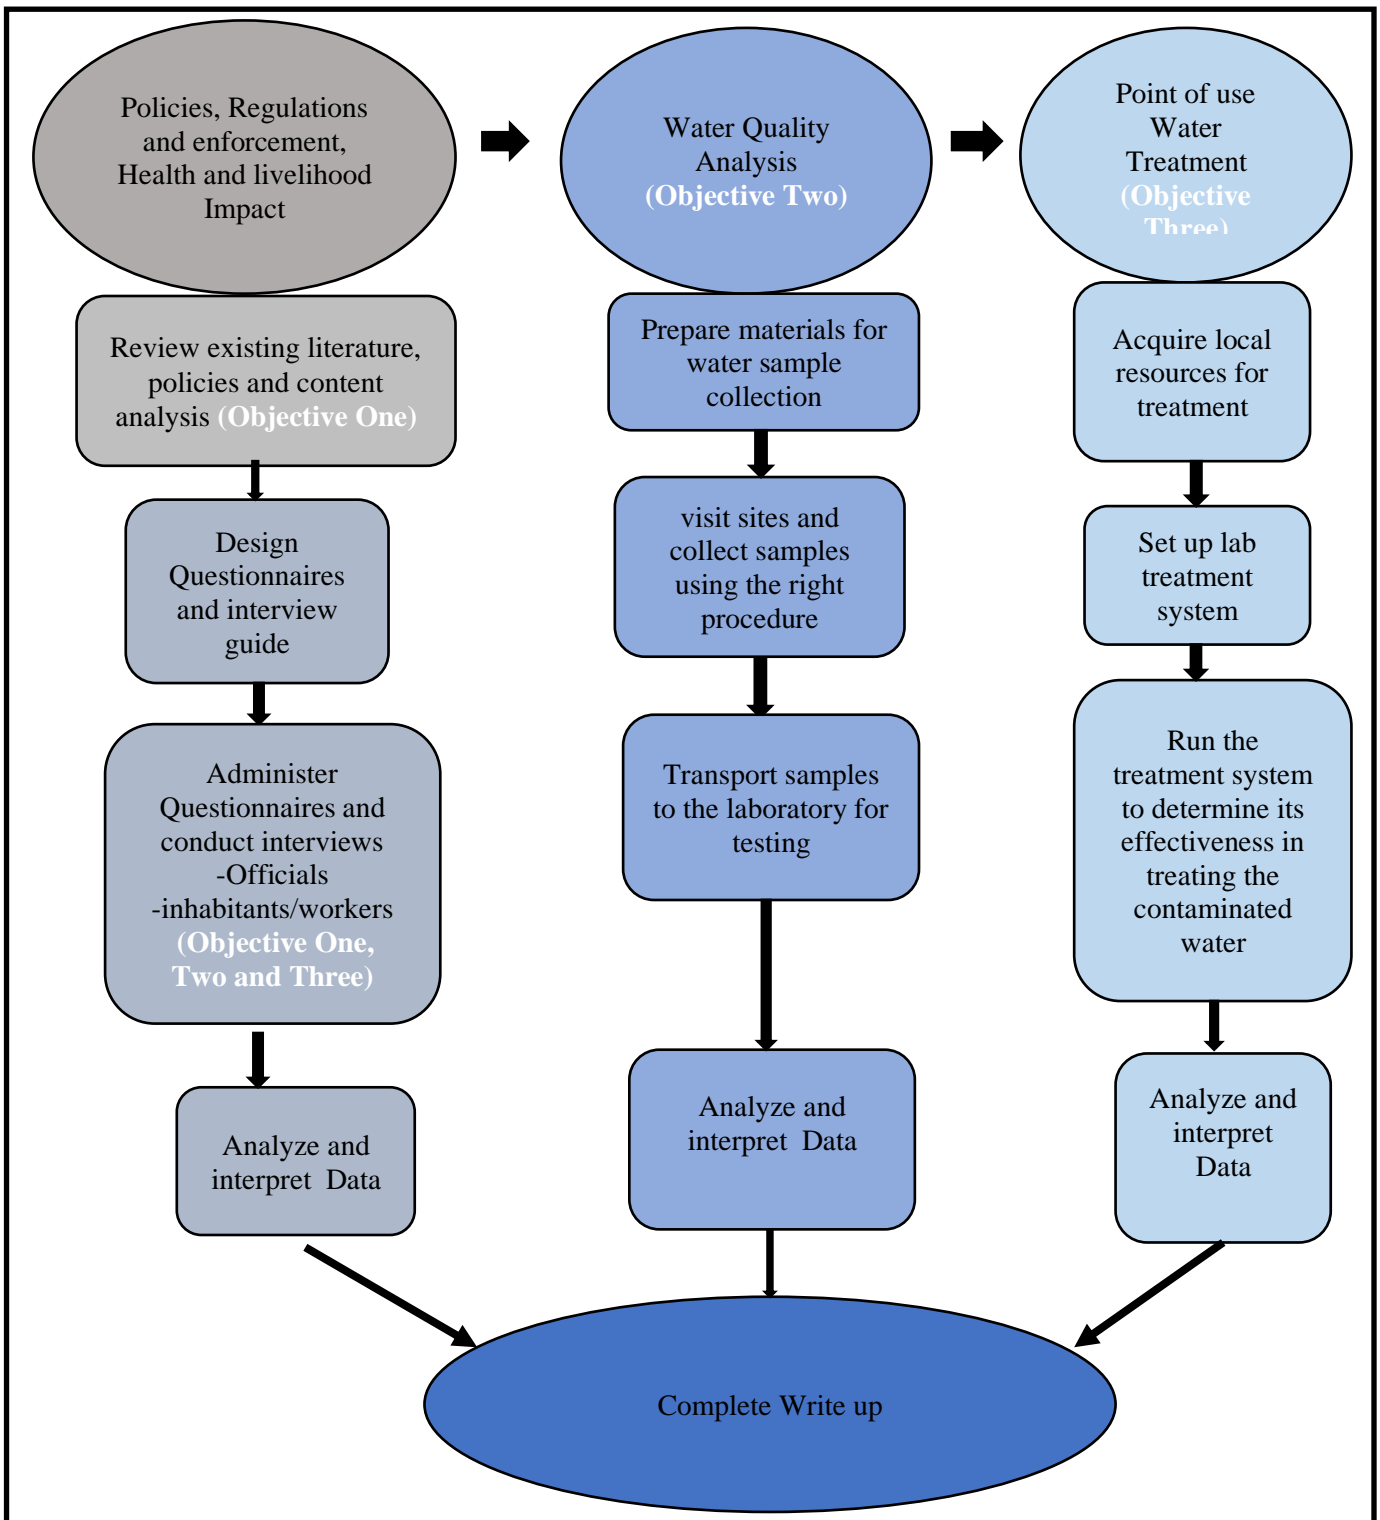 Policies, Regulations
and enforcement,
Health and livelihood
Impact
Water Quality
Analysis
(Objective Two)
Point of use
Water
Treatment
(Objective
Three)
Review existing literature,
policies and content
analysis (Objective One)
Design
Questionnaires
and interview
guide
Administer
Questionnaires and
conduct interviews
-Officials
-inhabitants/workers
(Objective One,
Two and Three)
Analyze and
interpret  Data
Prepare materials for
water sample
collection
visit sites and
collect samples
using the right
procedure
Transport samples
to the laboratory for
testing
Analyze and
interpret  Data
Acquire local
resources for
treatment
Set up lab
treatment
system
Run the
treatment system
to determine its
effectiveness in
treating the
contaminated
water
Analyze and
interpret
Data
Complete Write up